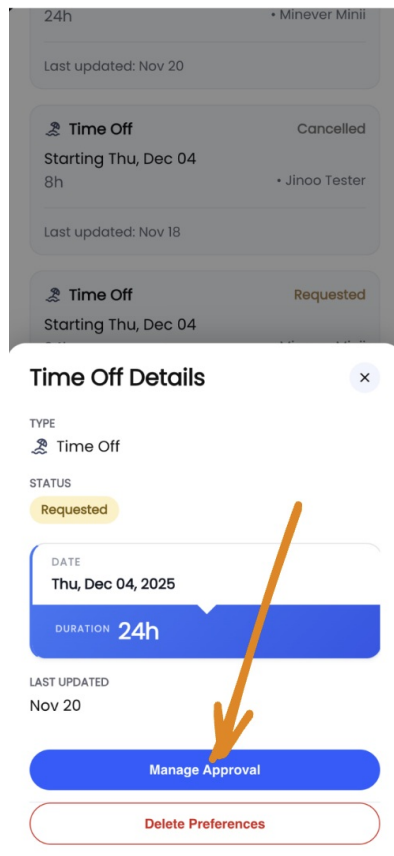 24h • Minever Minii
Last updated: Nov 20
Time Off Cancelled
Starting Thu, Dec 04
8h • Jinoo Tester
Last updated: Nov 18
Time Off Requested
Starting Thu, Dec 04
Time Off Details
TYPE
Time Off
STATUS
Requested
DATE
Thu, Dec 04, 2025
DURATION 24h
LAST UPDATED
Nov 20
Manage Approval
Delete Preferences